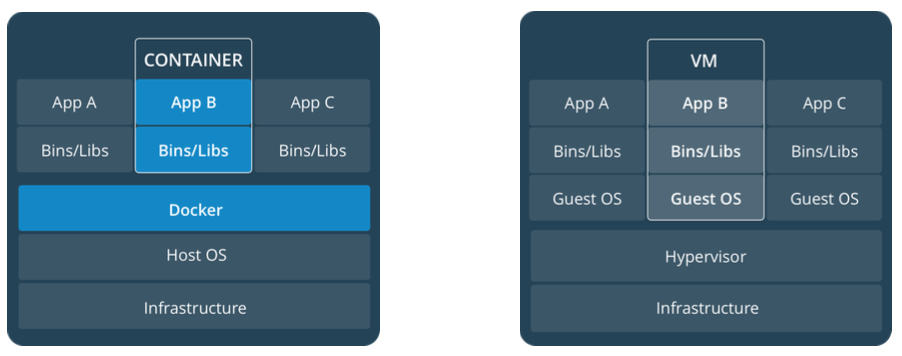 CONTAINER
App A App B App C
Bins/Libs Bins/Libs Bins/Libs
Docker
Host OS
Infrastructure
VM
App A App B App C
Bins/Libs Bins/Libs Bins/Libs
Guest OS Guest OS Guest OS
Hypervisor
Infrastructure